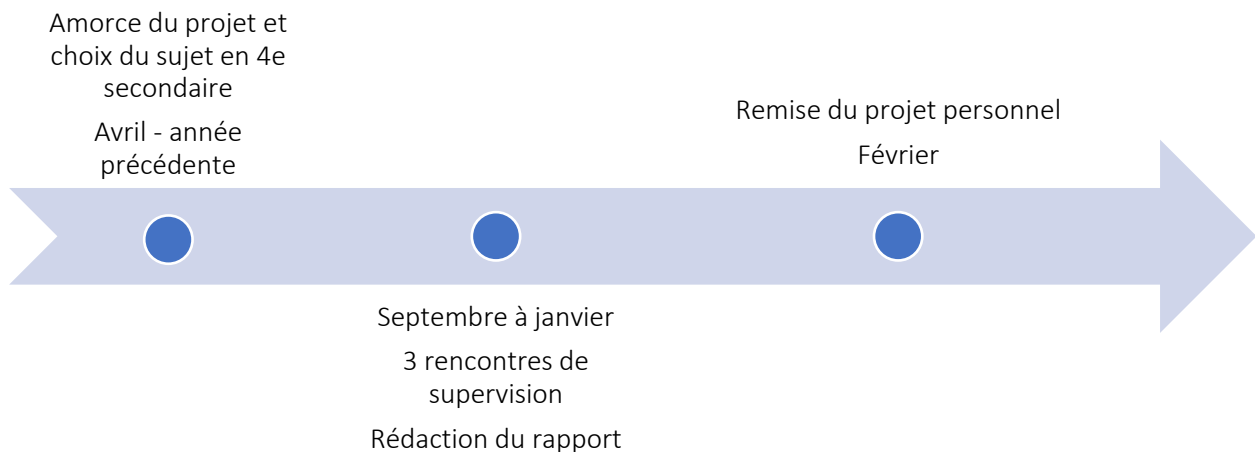 Amorce du projet et
choix du sujet en 4e
secondaire
Avril - année
précédente
Septembre à janvier
3 rencontres de
supervision
Rédaction du rapport
Remise du projet personnel
Février